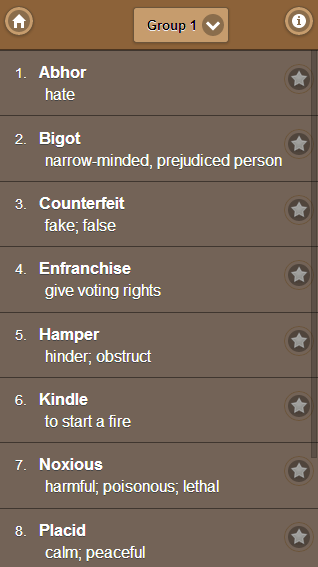 Group 1
1. Abhor
hate
2. Bigot
narrow-minded, prejudiced person
3. Counterfeit
fake; false
4. Enfranchise
give voting rights
5. Hamper
hinder; obstruct
6. Kindle
to start a fire
7. Noxious
harmful; poisonous; lethal
8. Placid
calm; peaceful